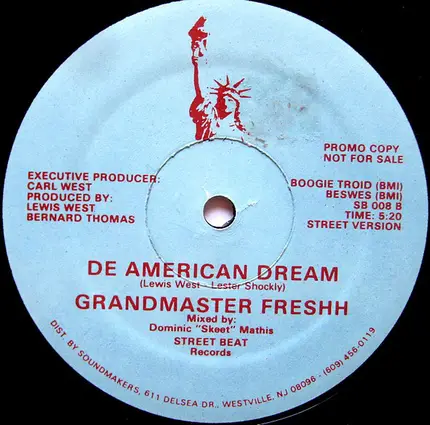 PROMO COPY
NOT FOR SALE
EXECUTIVE PRODUCER:
CARL WEST
PRODUCED BY:
LEWIS WEST
BERNARD THOMAS
BOOGIE TROID (BMI)
BESWES (BMI)
SB 008 B
TIME: 5:20
STREET VERSION
DE AMERICAN DREAM
(Lewis West - Lester Shockly)
GRANDMASTER FRESHH
Mixed by:
Dominic "Skeet" Mathis
STREET BEAT
Records
DIST. BY SOUNDMAKERS, 611 DELSEA DR., WESTVILLE, NJ 08096 - (609) 456-0119